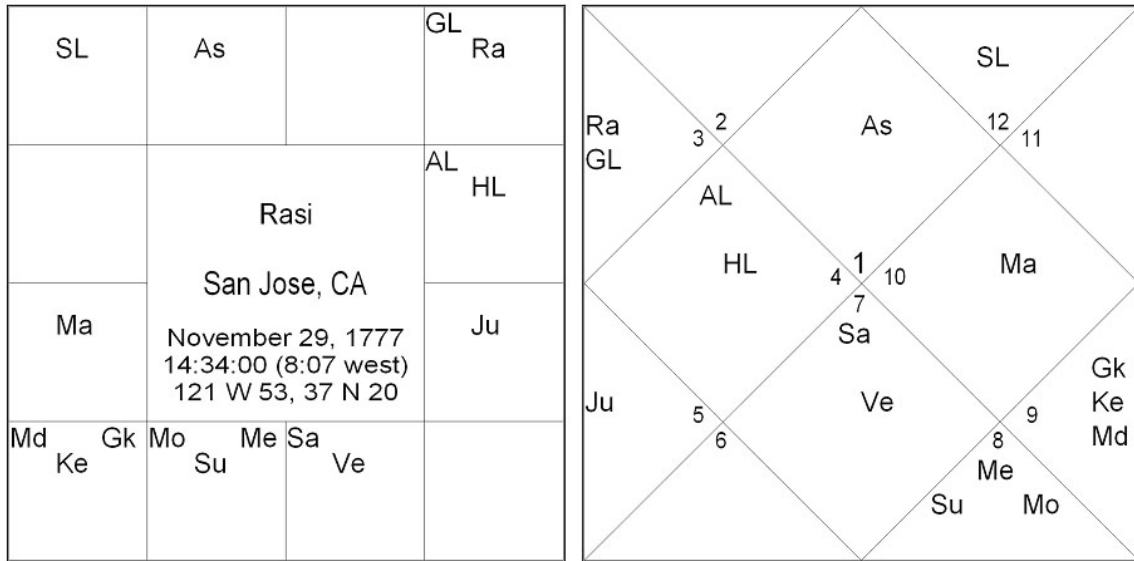 SL
As
GL
Ra
AL
HL
Rasi
San Jose, CA
November 29, 1777
14:34:00 (8:07 west)
121 W 53, 37 N 20
Ma
Ju
Md Gk
Ke
Mo Me
Su
Sa
Ve
SL
Ra
GL
3
2
As
12
11
AL
HL
4
1
10
7
Ma
Sa
Ju
5
6
Ve
9
8
Gk
Ke
Md
Me
Su
Mo